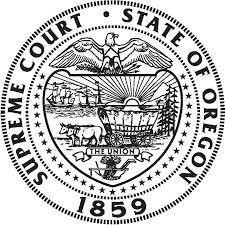 SUPREME COURT • STATE OF OREGON
THE UNION
1859